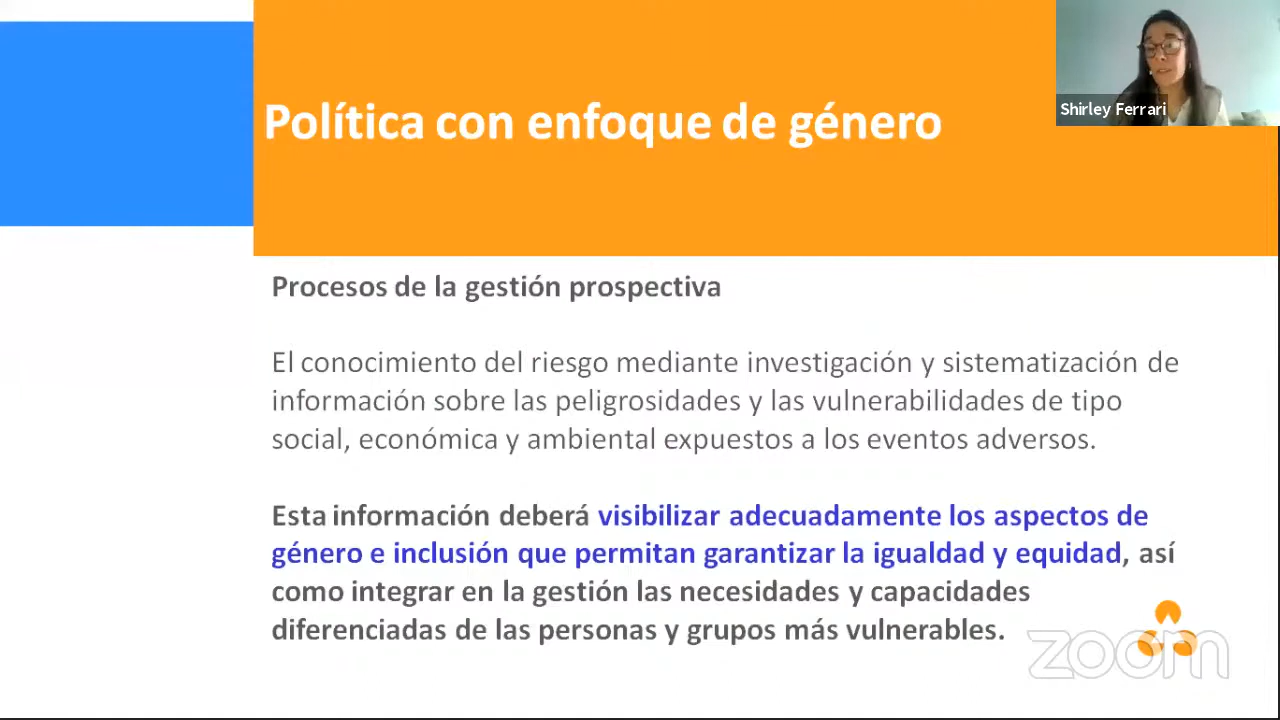 Política con enfoque de género
Shirley Ferrari
Procesos de la gestión prospectiva
El conocimiento del riesgo mediante investigación y sistematización de
información sobre las peligrosidades y las vulnerabilidades de tipo
social, económica y ambiental expuestos a los eventos adversos.
Esta información deberá visibilizar adecuadamente los aspectos de
género e inclusión que permitan garantizar la igualdad y equidad, así
como integrar en la gestión las necesidades y capacidades
diferenciadas de las personas y grupos más vulnerables.
zoom